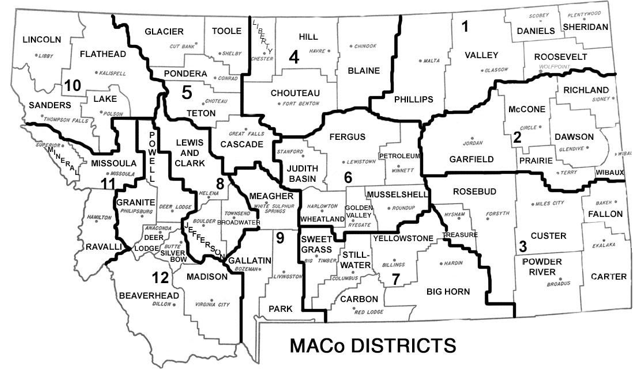 LINCOLN
LIBBY
FLATHEAD
KALISPELL
GLACIER
CUT BANK
TOOLE
SHELBY
LIBERTY
CHESTER
HILL
HAVRE
4
CHINOOK
BLAINE
1
MALTA
PHILLIPS
VALLEY
GLASGOW
SCOBEY
DANIELS
PLENTYWOOD
SHERIDAN
ROOSEVELT
WOLFPOINT
10
SANDERS
THOMPSON FALLS
LAKE
POLSON
PONDERA
CONRAD
5
CHOTEAU
TETON
CHOUTEAU
FORT BENTON
McCONE
CIRCLE
2
RICHLAND
SIDNEY
DAWSON
GLENDIVE
JORDAN
GARFIELD
PRAIRIE
TERRY
WIBAUX
SUPERIOR
MINERAL
MISSOULA
MISSOULA
11
POWELL
LEWIS
AND
CLARK
HELENA
8
GREAT FALLS
CASCADE
STANFORD
JUDITH
BASIN
FERGUS
LEWISTOWN
6
PETROLEUM
WINNETT
GRANITE
PHILIPSBURG
DEER LODGE
HAMILTON
RAVALLI
ANACONDA
DEER
LODGE
BUTTE
SILVER
BOW
BOULDER
JEFFERSON
TOWNSEND
BROADWATER
MEAGHER
WHITE SULPHUR
SPRINGS
HARLOWTON
WHEATLAND
GOLDEN
VALLEY
RYEGATE
MUSSELSHELL
ROUNDUP
ROSEBUD
HYSHAM
FORSYTH
TREASURE
MILES CITY
3
CUSTER
BAKER
FALLON
EKALAKA
12
BEAVERHEAD
DILLON
MADISON
VIRGINIA CITY
GALLATIN
BOZEMAN
9
LIVINGSTON
PARK
SWEET
GRASS
BIG TIMBER
STILL-
WATER
COLUMBUS
CARBON
RED LODGE
YELLOWSTONE
BILLINGS
7
HARDIN
BIG HORN
POWDER
RIVER
BROADUS
CARTER
MACo DISTRICTS